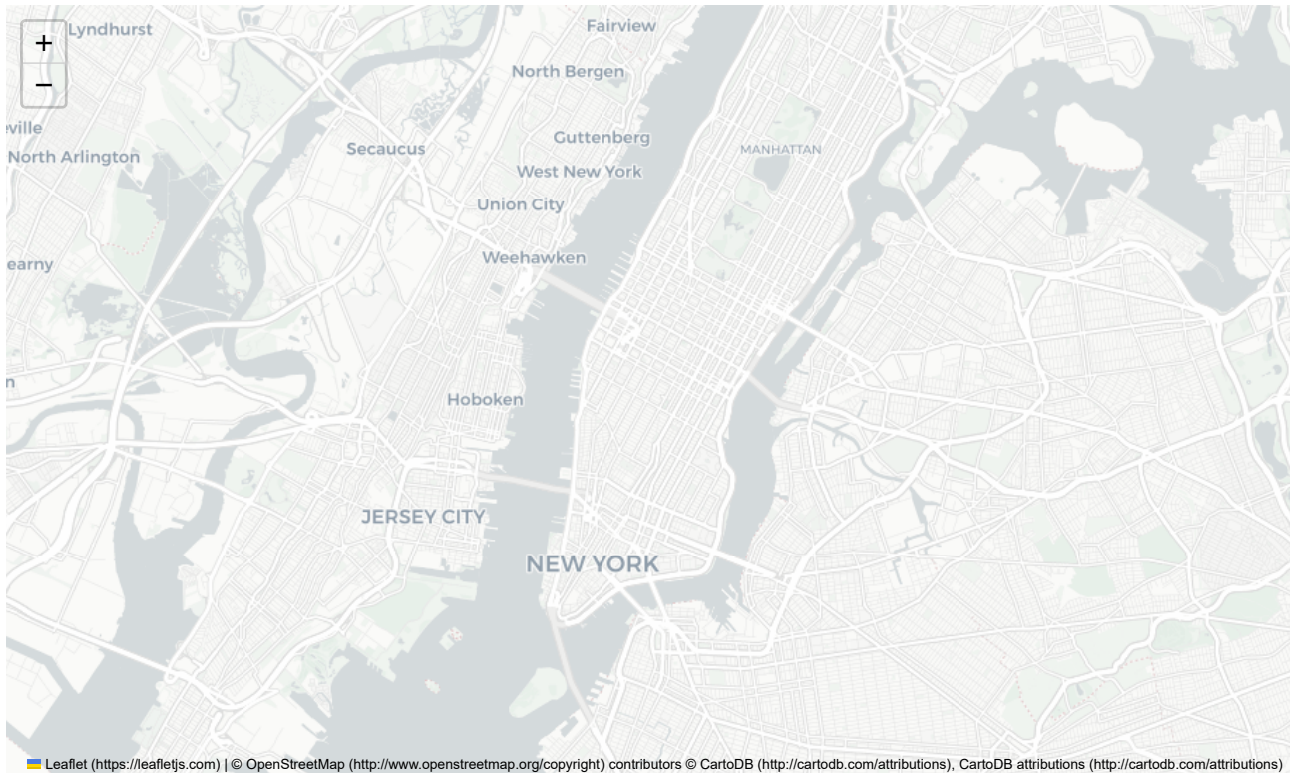 +
−
Lyndhurst
Fairview
North Bergen
Guttenberg
ville
North Arlington
Secaucus
MANHATTAN
West New York
Union City
Weehawken
earny
n
Hoboken
JERSEY CITY
NEW YORK
Leaflet (https://leafletjs.com) | © OpenStreetMap (http://www.openstreetmap.org/copyright) contributors © CartoDB (http://cartodb.com/attributions), CartoDB attributions (http://cartodb.com/attributions)